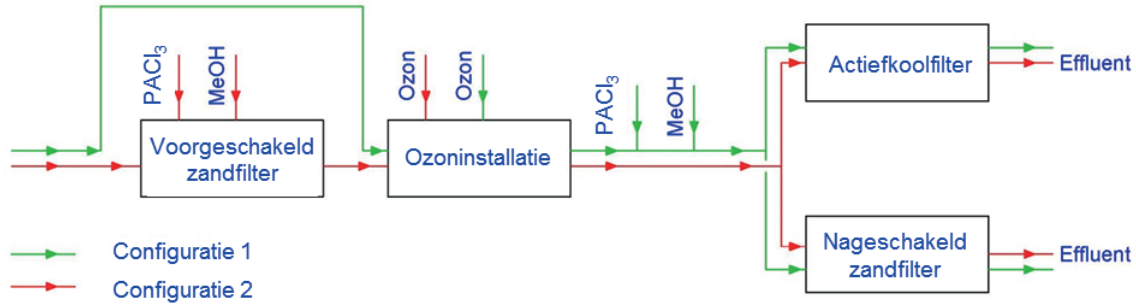 PACl₃
MeOH
Ozon
Ozon
PACl₃
MeOH
Actiefkoolfilter
Effluent
Voorgeschakeld
zandfilter
Ozoninstallatie
Nageschakeld
zandfilter
Effluent
Configuratie 1
Configuratie 2